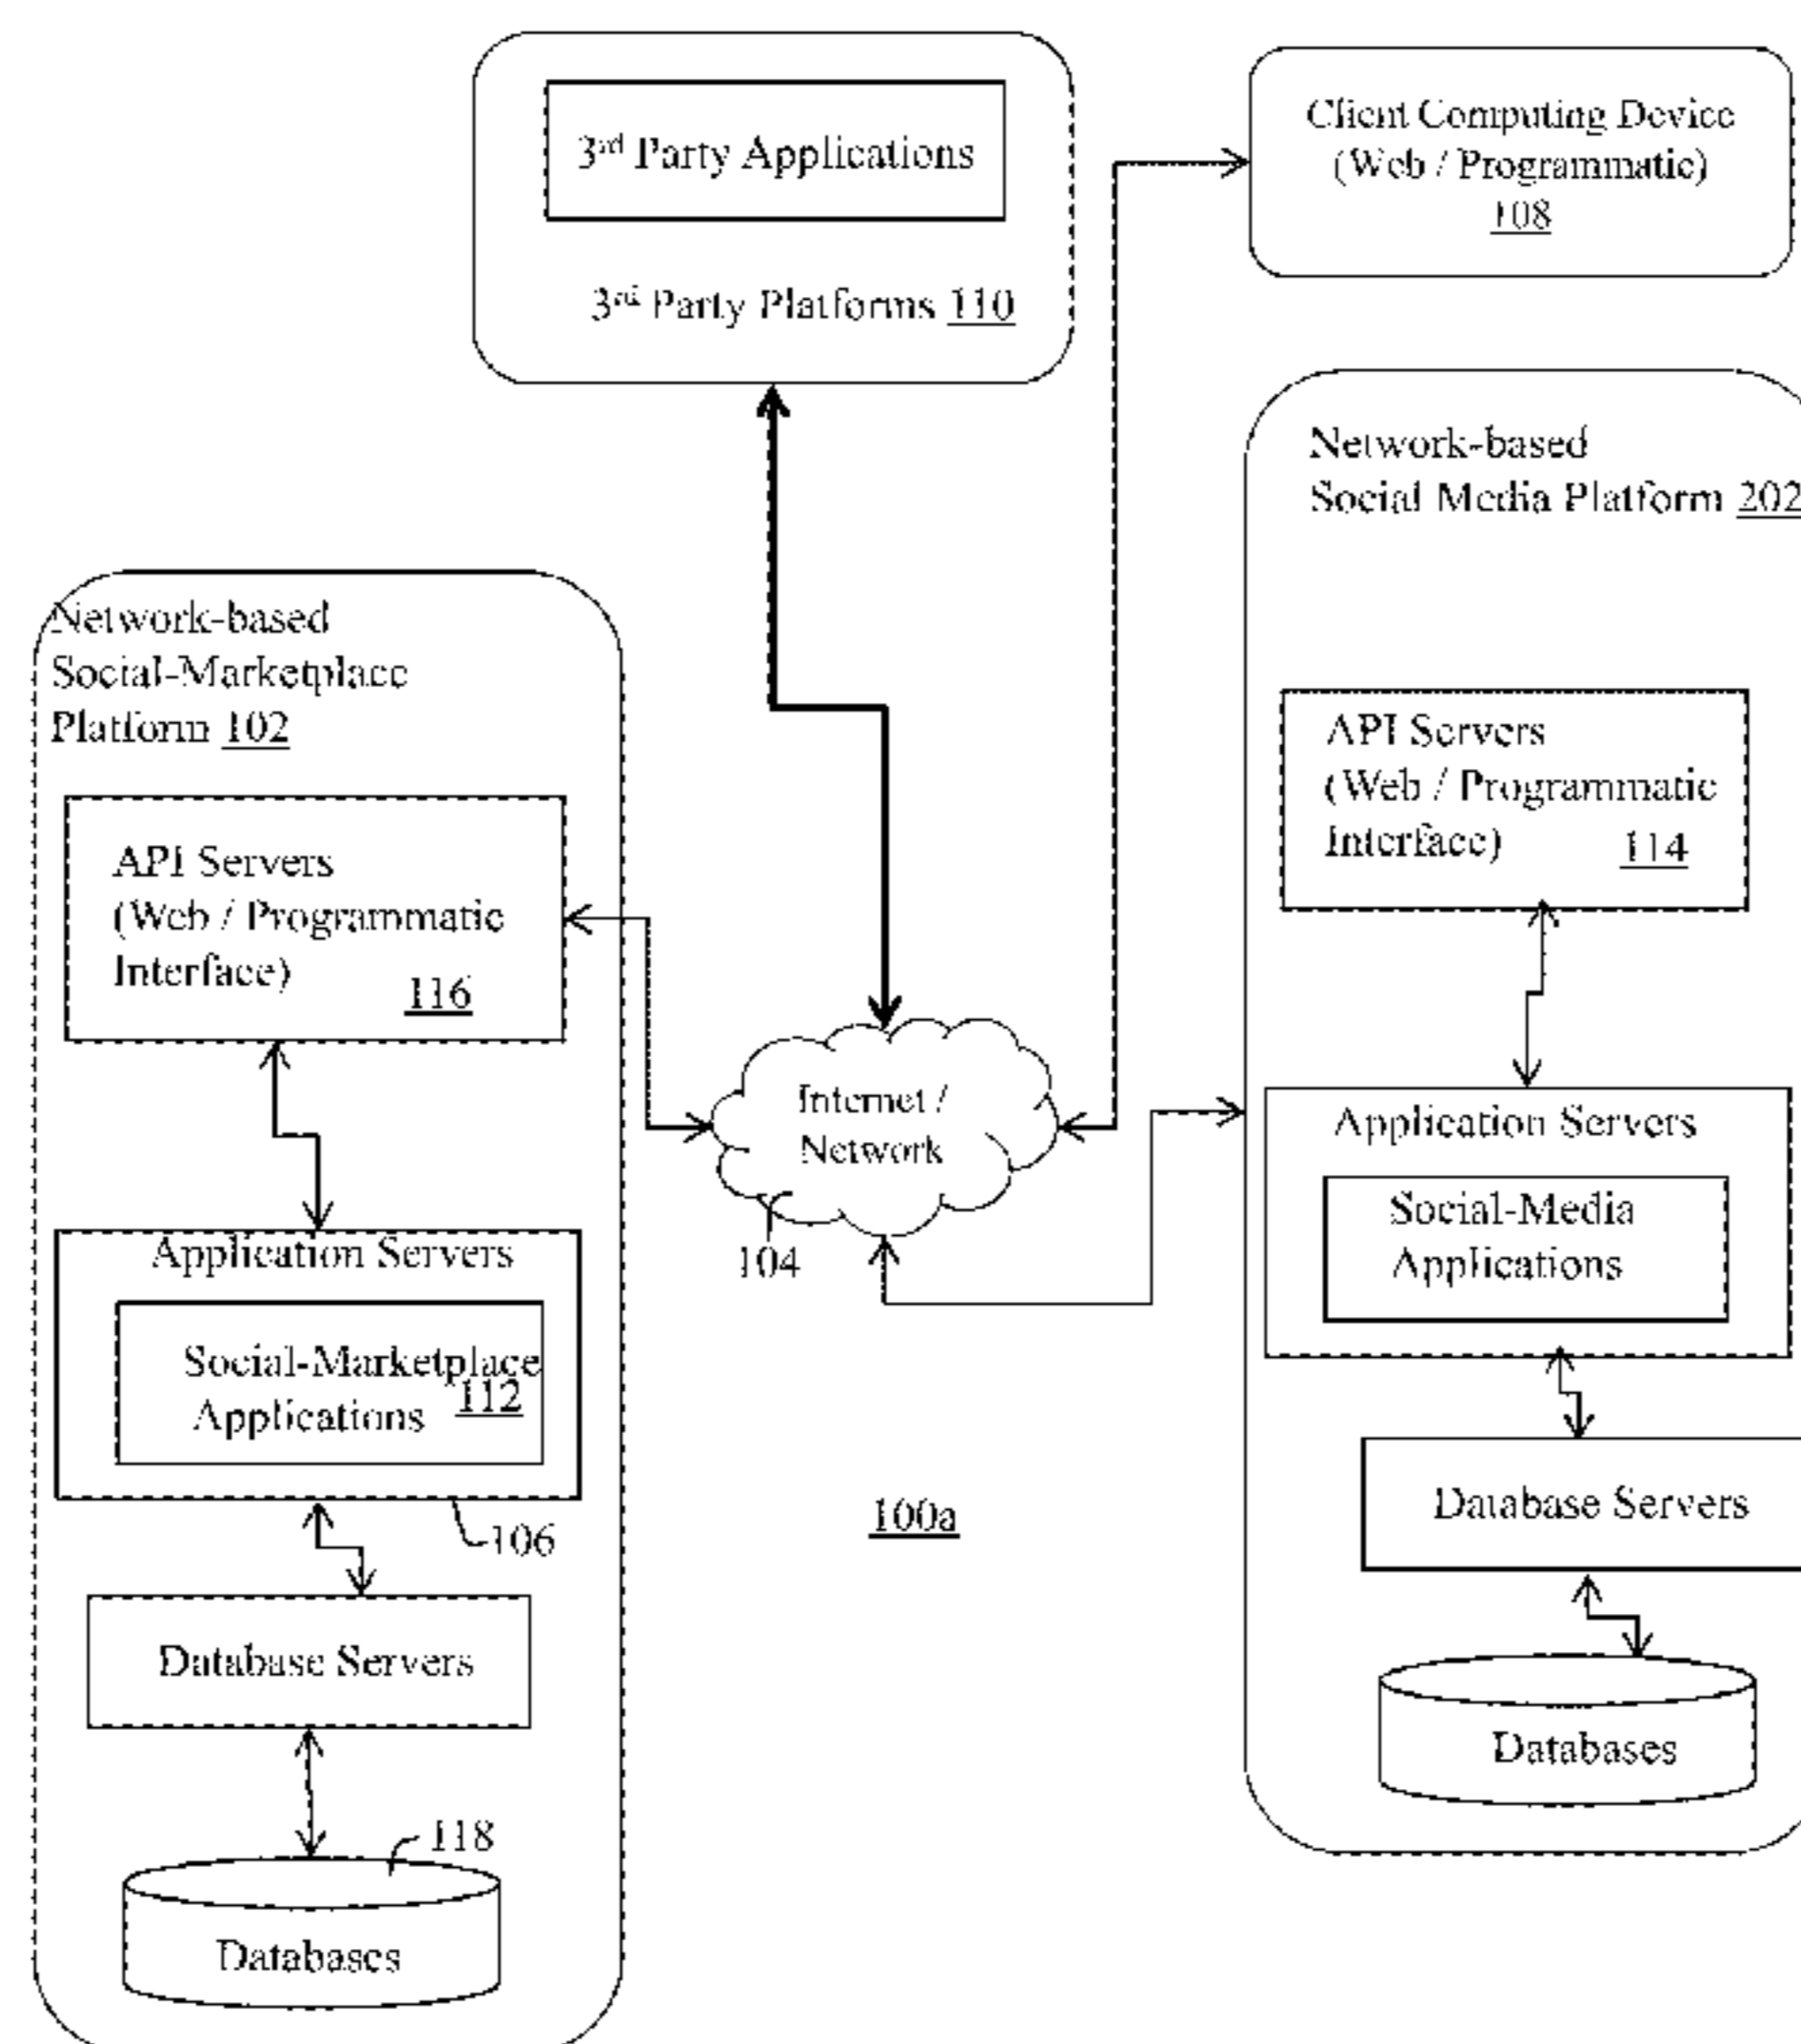 3rd Party Applications
3rd Party Platforms 110
Client Computing Device
(Web / Programmatic)
108
Network-based
Social Media Platform 202
API Servers
(Web / Programmatic
Interface)
114
Application Servers
Social-Media
Applications
Database Servers
Databases
Network-based
Social-Marketplace
Platform 102
API Servers
(Web / Programmatic
Interface)
116
Application Servers
Social-Marketplace
Applications 112
106
Database Servers
118
Databases
Internet /
Network
104
100a